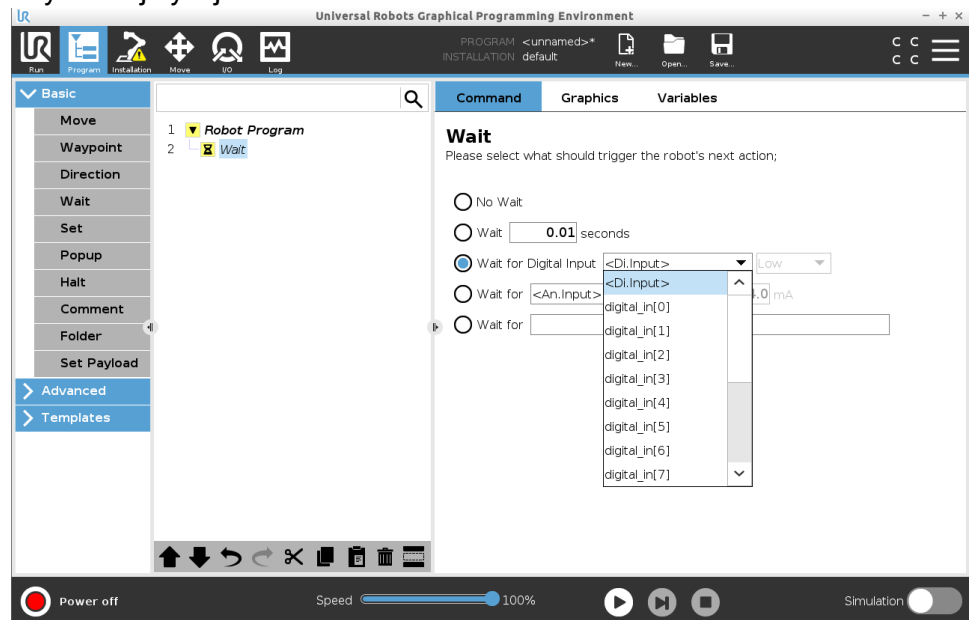 Universal Robots Graphical Programming Environment
PROGRAM <unnamed>*
INSTALLATION default
Run Program Installation Move I/O Log New... Open... Save...
C C
C C
Basic
Move
Waypoint
Direction
Wait
Set
Popup
Halt
Comment
Folder
Set Payload
Advanced
Templates
1 Robot Program
2 Wait
Command Graphics Variables
Wait
Please select what should trigger the robot's next action;
No Wait
Wait 0.01 seconds
Wait for Digital Input <Di.Input> Low
<Di.Input>
digital_in[0]
digital_in[1]
digital_in[2]
digital_in[3]
digital_in[4]
digital_in[5]
digital_in[6]
digital_in[7]
Wait for <An.Input> .0 mA
Wait for
Power off
Speed 100%
Simulation